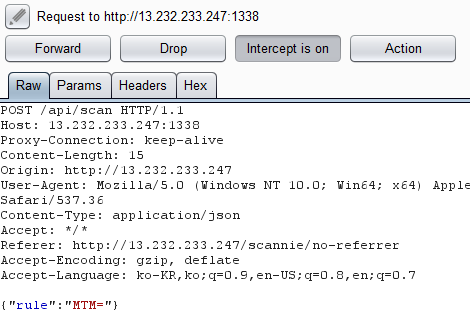 Request to http://13.232.233.247:1338
Forward Drop Intercept is on Action
Raw Params Headers Hex
POST /api/scan HTTP/1.1
Host: 13.232.233.247:1338
Proxy-Connection: keep-alive
Content-Length: 15
Origin: http://13.232.233.247
User-Agent: Mozilla/5.0 (Windows NT 10.0; Win64; x64) Apple
Safari/537.36
Content-Type: application/json
Accept: */*
Referer: http://13.232.233.247/scannie/no-referrer
Accept-Encoding: gzip, deflate
Accept-Language: ko-KR,ko;q=0.9,en-US;q=0.8,en;q=0.7
{"rule":"MTM="}